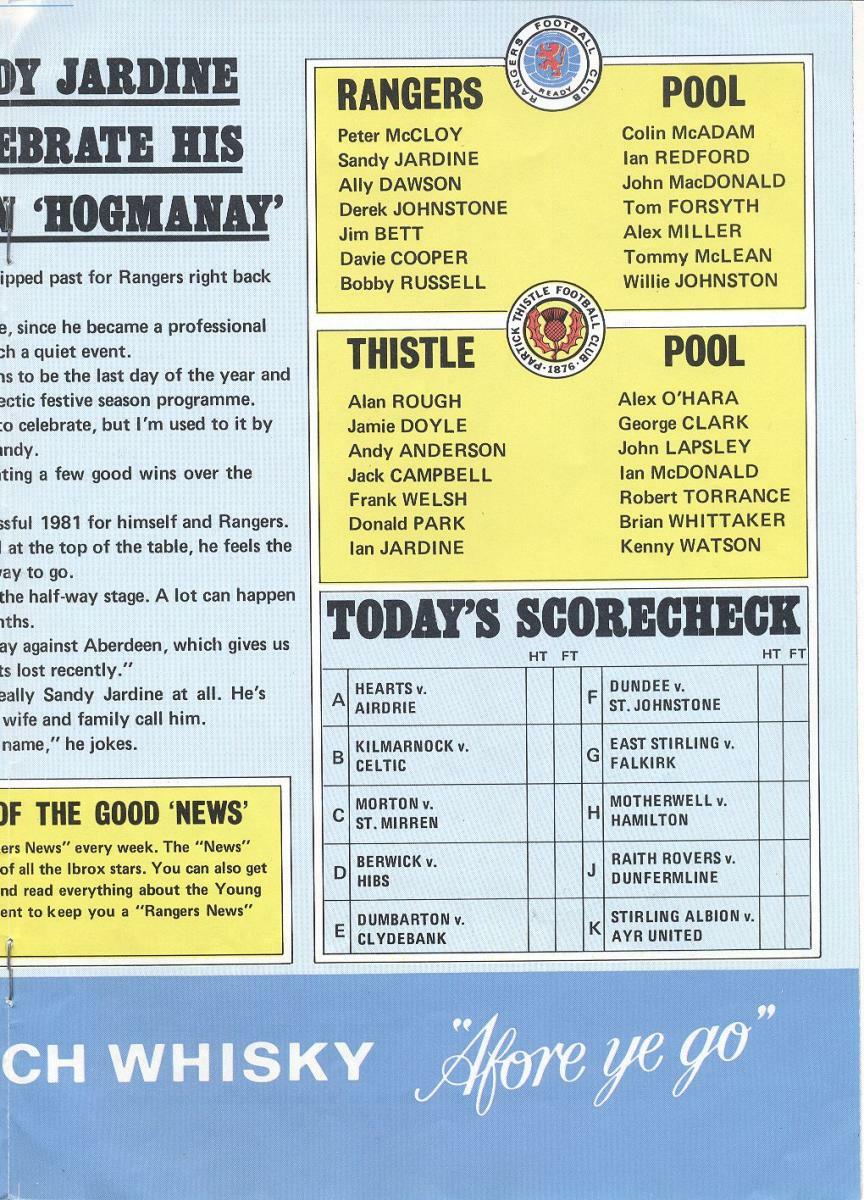 DY JARDINE
EBRATE HIS
N 'HOGMANAY'
ipped past for Rangers right back
e, since he became a professional
ch a quiet event.
ns to be the last day of the year and
ectic festive season programme.
to celebrate, but I'm used to it by
andy.
ating a few good wins over the
ssful 1981 for himself and Rangers.
l at the top of the table, he feels the
way to go.
the half-way stage. A lot can happen
nths.
ay against Aberdeen, which gives us
ts lost recently."
eally Sandy Jardine at all. He's
wife and family call him.
name," he jokes.
OF THE GOOD 'NEWS'
ers News" every week. The "News"
of all the Ibrox stars. You can also get
nd read everything about the Young
ent to keep you a "Rangers News"
RANGERS FOOTBALL CLUB
READY
RANGERS POOL
Peter McCLOY
Sandy JARDINE
Ally DAWSON
Derek JOHNSTONE
Jim BETT
Davie COOPER
Bobby RUSSELL
Colin McADAM
Ian REDFORD
John MacDONALD
Tom FORSYTH
Alex MILLER
Tommy McLEAN
Willie JOHNSTON
PARTICK THISTLE FOOTBALL CLUB
·1876·
THISTLE POOL
Alan ROUGH
Jamie DOYLE
Andy ANDERSON
Jack CAMPBELL
Frank WELSH
Donald PARK
Ian JARDINE
Alex O'HARA
George CLARK
John LAPSLEY
Ian McDONALD
Robert TORRANCE
Brian WHITTAKER
Kenny WATSON
TODAY'S SCORECHECK
HT FT HT FT
A HEARTS v.
AIRDRIE
B KILMARNOCK v.
CELTIC
C MORTON v.
ST. MIRREN
D BERWICK v.
HIBS
E DUMBARTON v.
CLYDEBANK
F DUNDEE v.
ST. JOHNSTONE
G EAST STIRLING v.
FALKIRK
H MOTHERWELL v.
HAMILTON
J RAITH ROVERS v.
DUNFERMLINE
K STIRLING ALBION v.
AYR UNITED
CH WHISKY "Afore ye go"